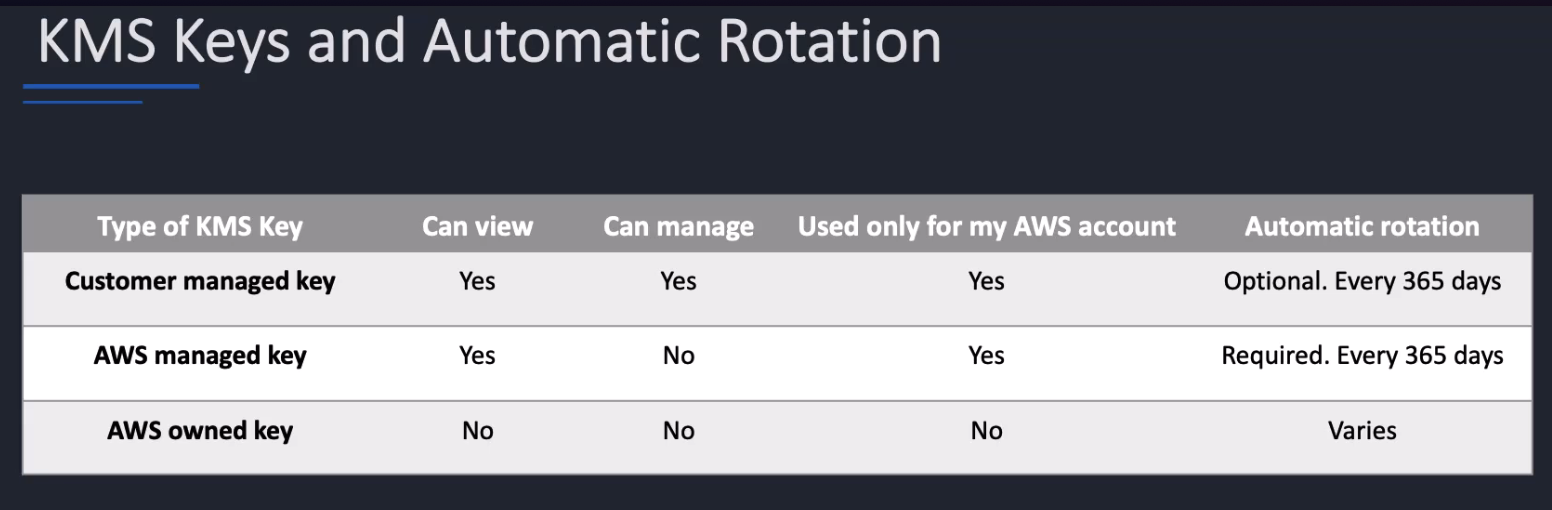 KMS Keys and Automatic Rotation
Type of KMS Key Can view Can manage Used only for my AWS account Automatic rotation
Customer managed key Yes Yes Yes Optional. Every 365 days
AWS managed key Yes No Yes Required. Every 365 days
AWS owned key No No No Varies